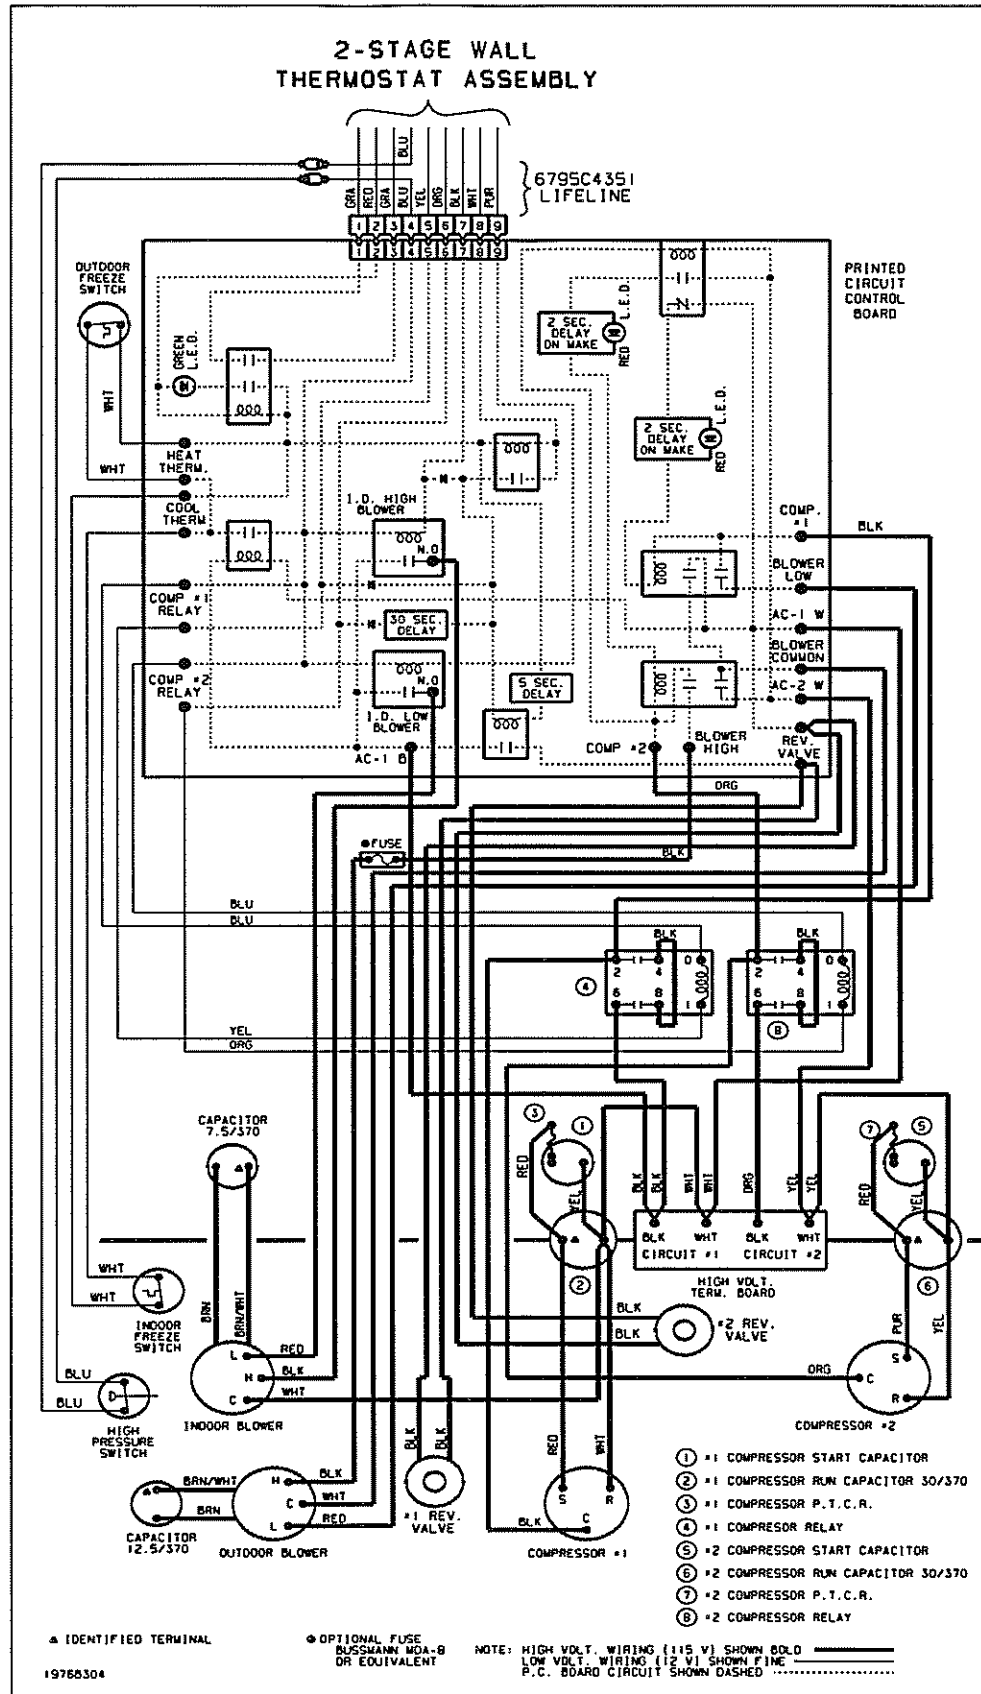 2-STAGE WALL
THERMOSTAT ASSEMBLY
BLU
GRA
RED
GRA
BLU
YEL
ORG
BLK
WHT
PUR
6795C4351
LIFELINE
1 2 3 4 5 6 7 8 9
1 2 3 4 5 6 7 8 9
OUTDOOR
FREEZE
SWITCH
PRINTED
CIRCUIT
CONTROL
BOARD
GREEN
L.E.D.
2 SEC.
DELAY
ON MAKE
L.E.D.
RED
2 SEC.
DELAY
ON MAKE
L.E.D.
RED
WHT
WHT
HEAT
THERM.
COOL
THERM
I.D. HIGH
BLOWER
N.O
COMP.
#1
BLK
BLOWER
LOW
COMP #1
RELAY
30 SEC.
DELAY
AC-1 W
BLOWER
COMMON
COMP #2
RELAY
N.O
I.D. LOW
BLOWER
5 SEC.
DELAY
AC-2 W
AC-1 B
COMP #2
BLOWER
HIGH
REV.
VALVE
ORG
FUSE
BLK
BLU
BLU
BLK
BLK
2 4 0
6 8 1
4
2 4 0
6 8 1
8
YEL
ORG
CAPACITOR
7.5/370
3
1
7
5
RED
YEL
BLK
BLK
WHT
WHT
ORG
YEL
YEL
RED
YEL
BLK WHT BLK WHT
CIRCUIT #1 CIRCUIT #2
HIGH VOLT.
TERM. BOARD
2
6
WHT
WHT
INDOOR
FREEZE
SWITCH
BRN
BRN/WHT
BLK
BLK
#2 REV.
VALVE
PUR
YEL
L
RED
H
BLK
C
WHT
INDOOR BLOWER
BLU
BLU
D
HIGH
PRESSURE
SWITCH
ORG
S
C
R
COMPRESSOR #2
BLK
BLK
RED
WHT
BRN/WHT
BRN
CAPACITOR
12.5/370
H
BLK
C
WHT
L
RED
OUTDOOR BLOWER
#1 REV.
VALVE
S
R
C
BLK
COMPRESSOR #1
1 #1 COMPRESSOR START CAPACITOR
2 #1 COMPRESSOR RUN CAPACITOR 30/370
3 #1 COMPRESSOR P.T.C.R.
4 #1 COMPRESOR RELAY
5 #2 COMPRESSOR START CAPACITOR
6 #2 COMPRESSOR RUN CAPACITOR 30/370
7 #2 COMPRESSOR P.T.C.R.
8 #2 COMPRESSOR RELAY
IDENTIFIED TERMINAL
OPTIONAL FUSE
BUSSMANN MDA-8
OR EQUIVALENT
NOTE: HIGH VOLT. WIRING (115 V) SHOWN BOLD
LOW VOLT. WIRING (12 V) SHOWN FINE
P.C. BOARD CIRCUIT SHOWN DASHED
1976B304